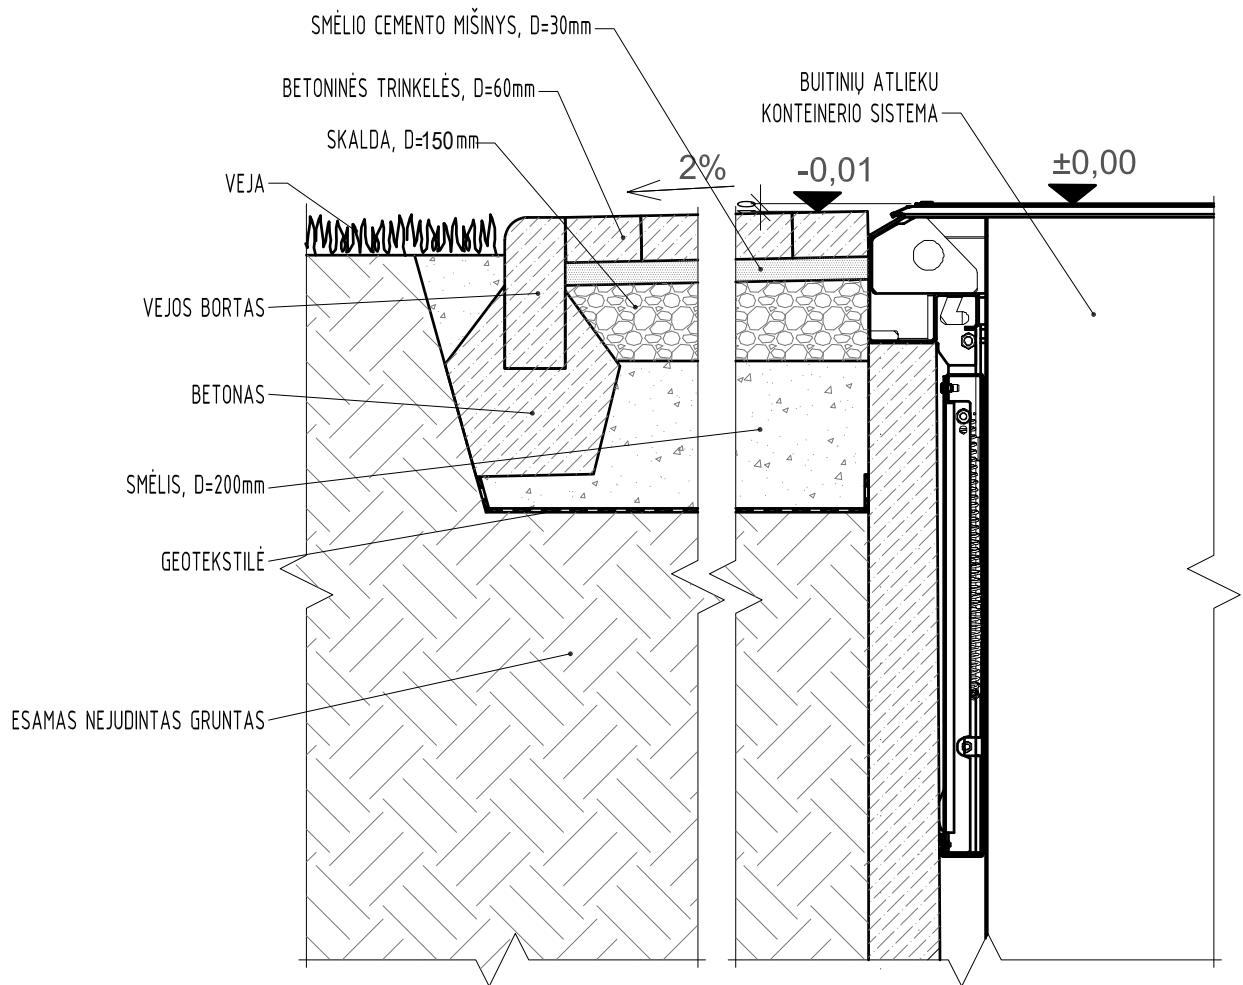 SMĖLIO CEMENTO MIŠINYS, D=30mm
BETONINĖS TRINKELĖS, D=60mm
BUITINIŲ ATLIEKU
KONTEINERIO SISTEMA
SKALDA, D=150mm
VEJA
2%
-0,01
±0,00
10
VEJOS BORTAS
BETONAS
SMĖLIS, D=200mm
GEOTEKSTILĖ
ESAMAS NEJUDINTAS GRUNTAS